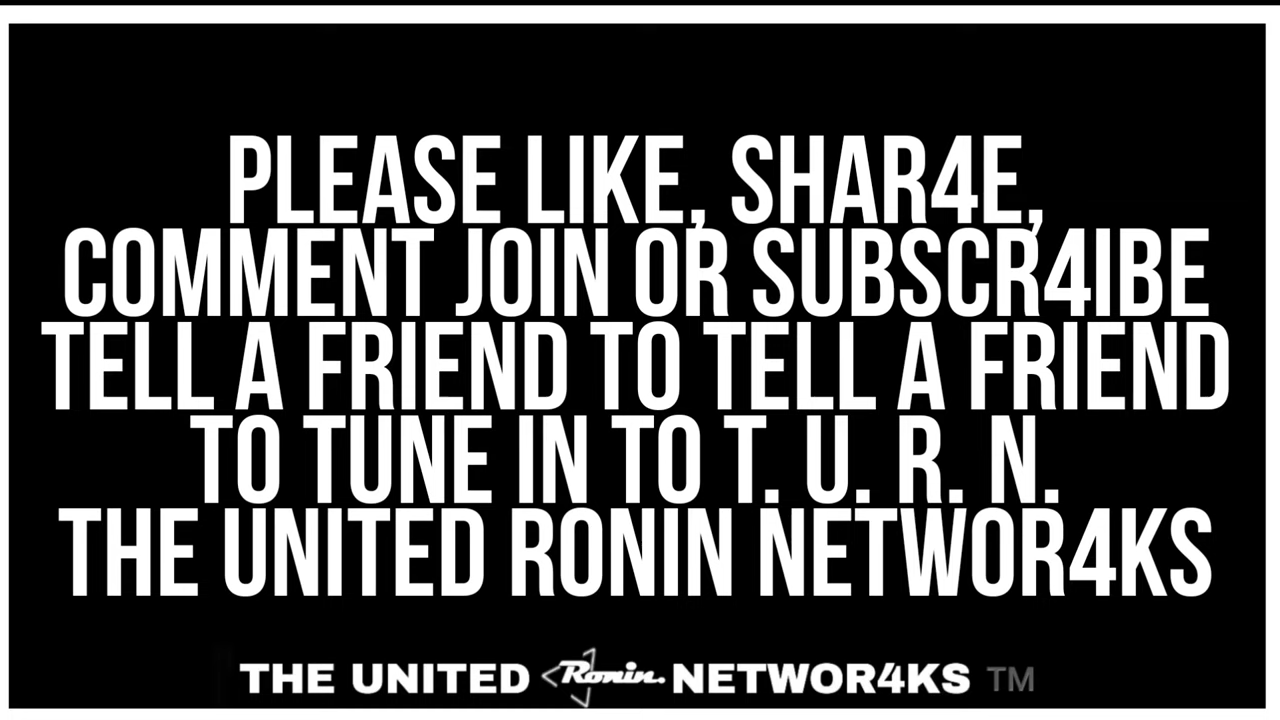 PLEASE LIKE, SHAR4E,
COMMENT JOIN OR SUBSCR4IBE
TELL A FRIEND TO TELL A FRIEND
TO TUNE IN TO T. U. R. N.
THE UNITED RONIN NETWOR4KS
THE UNITED Ronin. NETWOR4KS TM